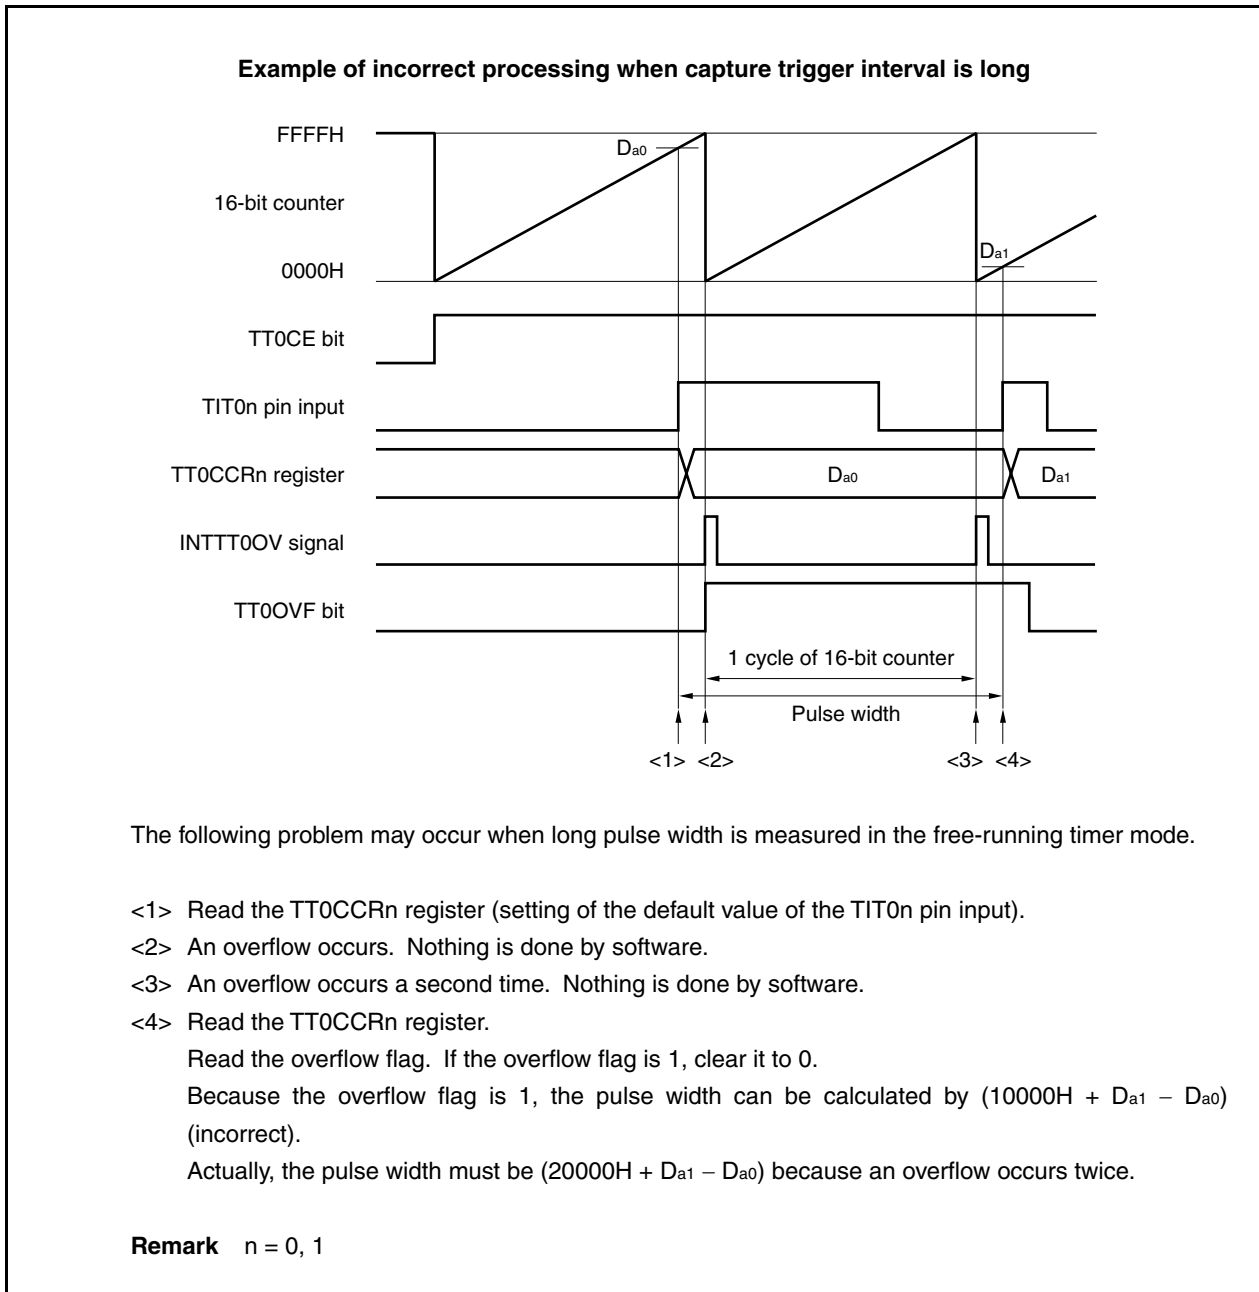 Example of incorrect processing when capture trigger interval is long
FFFFH
Da0
16-bit counter
Da1
0000H
TT0CE bit
TIT0n pin input
TT0CCRn register
Da0
Da1
INTTT0OV signal
TT0OVF bit
1 cycle of 16-bit counter
Pulse width
<1> <2> <3> <4>
The following problem may occur when long pulse width is measured in the free-running timer mode.
<1> Read the TT0CCRn register (setting of the default value of the TIT0n pin input).
<2> An overflow occurs. Nothing is done by software.
<3> An overflow occurs a second time. Nothing is done by software.
<4> Read the TT0CCRn register.
Read the overflow flag. If the overflow flag is 1, clear it to 0.
Because the overflow flag is 1, the pulse width can be calculated by (10000H + Da1 − Da0)
(incorrect).
Actually, the pulse width must be (20000H + Da1 − Da0) because an overflow occurs twice.
Remark n = 0, 1